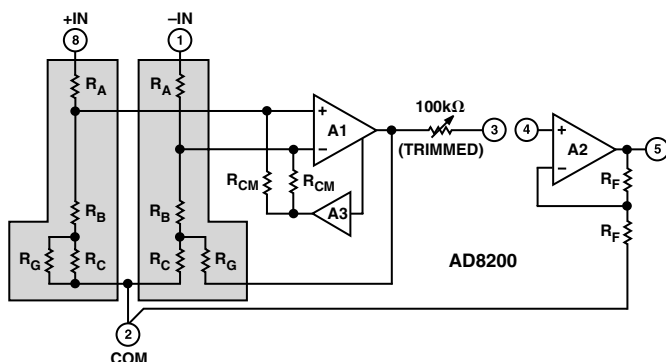 +IN
–IN
8
1
RA
RA
100kΩ
+
A1
–
3
4
+
A2
–
5
(TRIMMED)
RCM
RCM
RF
A3
RB
RB
RF
RG
RC
RC
RG
AD8200
2
COM